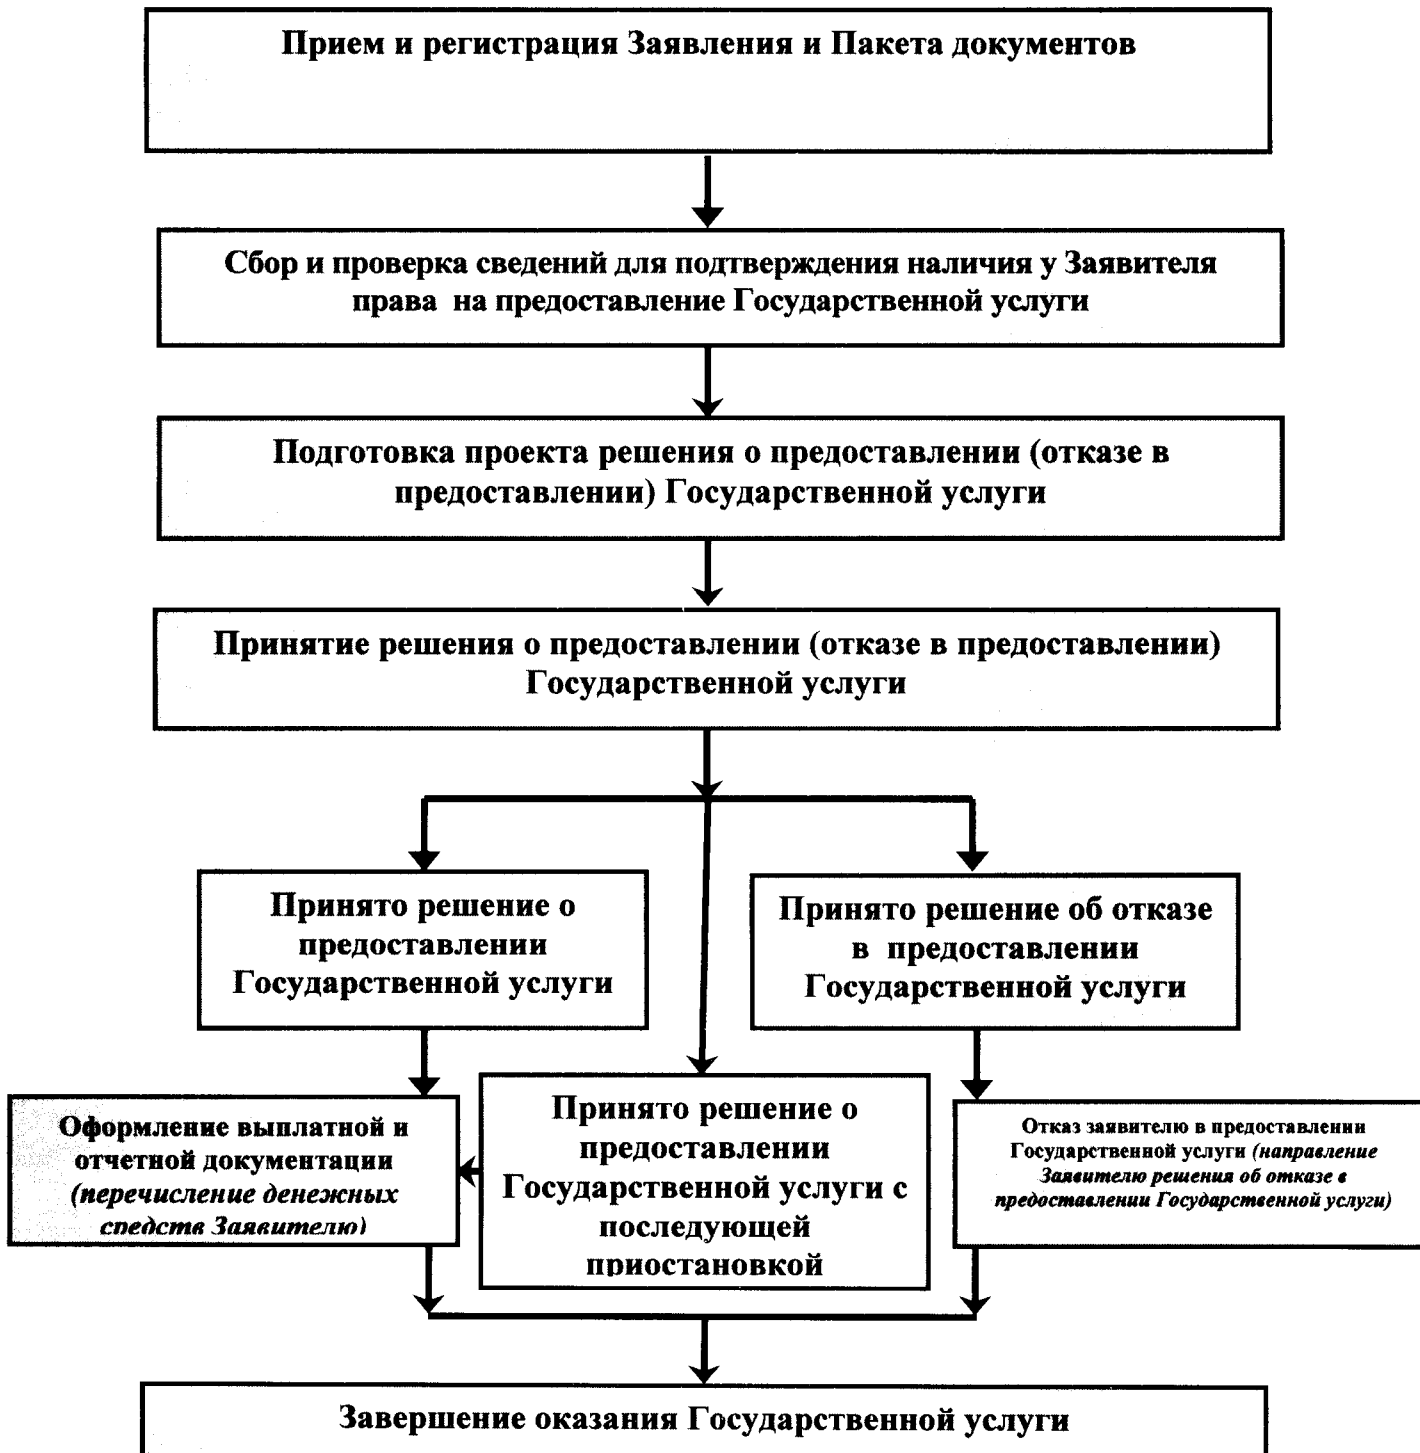 Прием и регистрация Заявления и Пакета документов
Сбор и проверка сведений для подтверждения наличия у Заявителя
права на предоставление Государственной услуги
Подготовка проекта решения о предоставлении (отказе в
предоставлении) Государственной услуги
Принятие решения о предоставлении (отказе в предоставлении)
Государственной услуги
Принято решение о
предоставлении
Государственной услуги
Принято решение об отказе
в предоставлении
Государственной услуги
Оформление выплатной и
отчетной документации
(перечисление денежных
средств Заявителю)
Принято решение о
предоставлении
Государственной услуги с
последующей
приостановкой
Отказ заявителю в предоставлении
Государственной услуги (направление
Заявителю решения об отказе в
предоставлении Государственной услуги)
Завершение оказания Государственной услуги